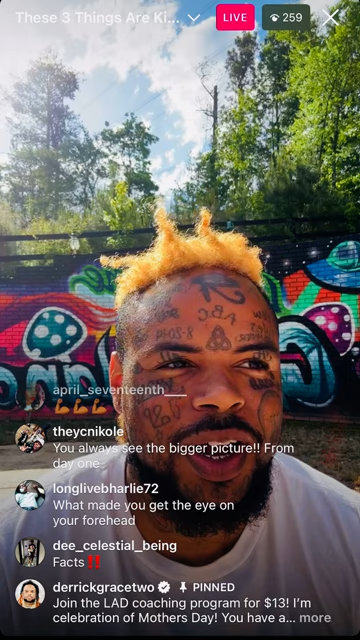 These 3 Things Are Ki...
LIVE
259
april_seventeenth___
theycnikole
You always see the bigger picture!! From
day one
longlivebharlie72
What made you get the eye on
your forehead
dee_celestial_being
Facts‼️
derrickgracetwo PINNED
Join the LAD coaching program for $13! I'm
celebration of Mothers Day! You have a... more